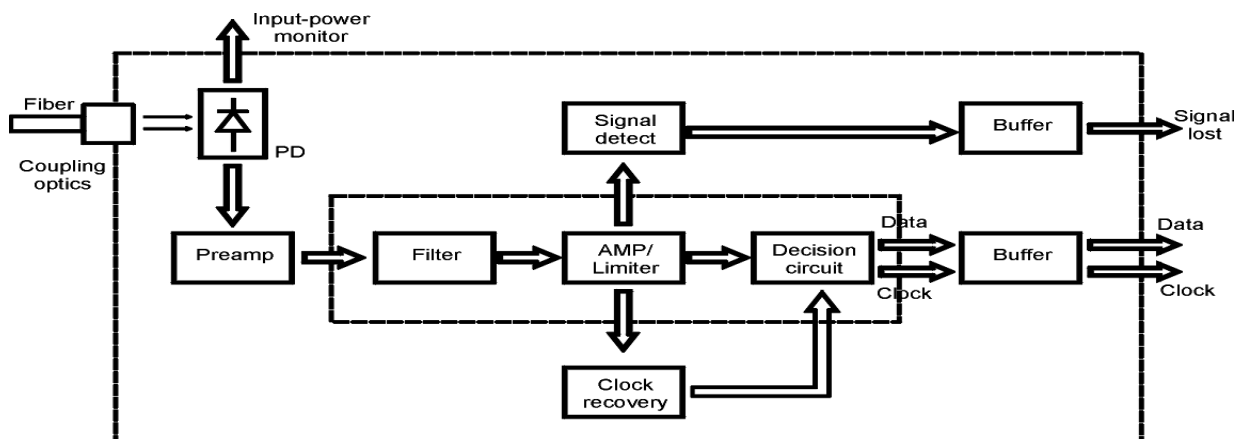 Input-power
monitor
Fiber
Coupling
optics
PD
Signal
detect
Buffer
Signal
lost
Preamp
Filter
AMP/
Limiter
Decision
circuit
Data
Clock
Buffer
Data
Clock
Clock
recovery